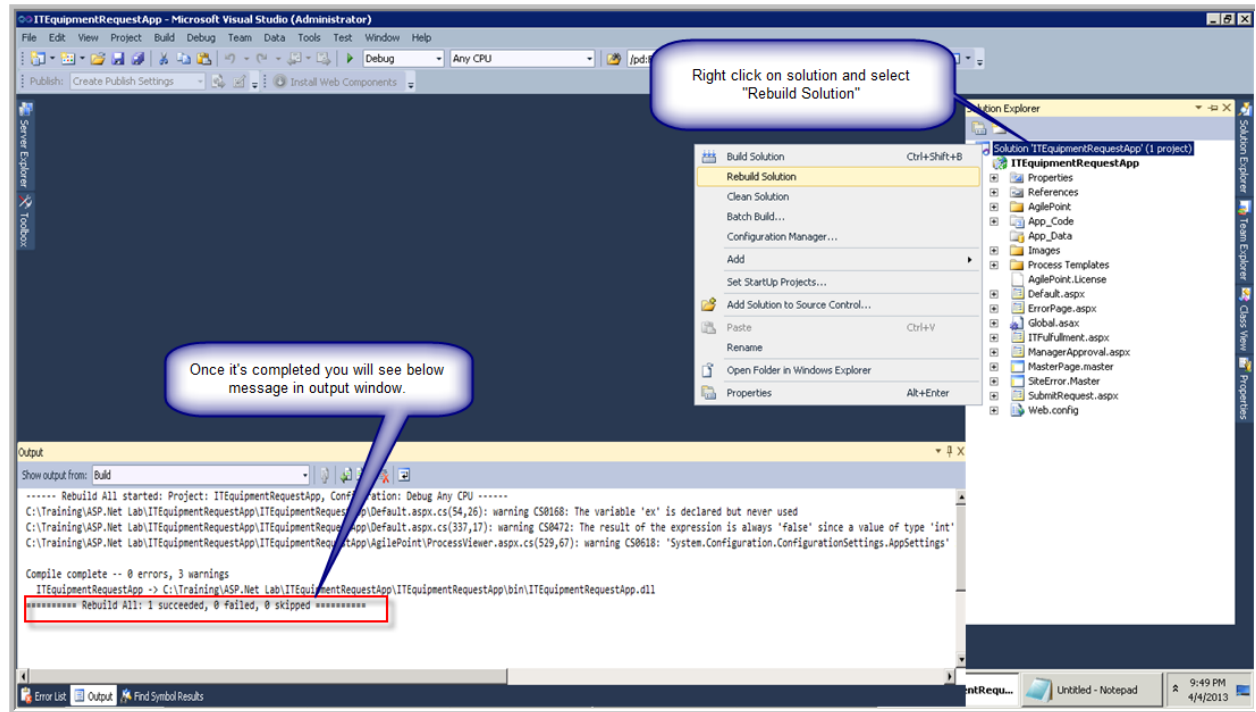 ITEquipmentRequestApp - Microsoft Visual Studio (Administrator)
File Edit View Project Build Debug Team Data Tools Test Window Help
Debug Any CPU
Publish: Create Publish Settings Install Web Components
Right click on solution and select
"Rebuild Solution"
Server Explorer
Toolbox
Build Solution Ctrl+Shift+B
Rebuild Solution
Clean Solution
Batch Build...
Configuration Manager...
Add
Set StartUp Projects...
Add Solution to Source Control...
Paste Ctrl+V
Rename
Open Folder in Windows Explorer
Properties Alt+Enter
Solution Explorer
Solution 'ITEquipmentRequestApp' (1 project)
ITEquipmentRequestApp
Properties
References
AgilePoint
App_Code
App_Data
Images
Process Templates
AgilePoint.License
Default.aspx
ErrorPage.aspx
Global.asax
ITFulfullment.aspx
ManagerApproval.aspx
MasterPage.master
SiteError.Master
SubmitRequest.aspx
Web.config
Solution Explorer
Team Explorer
Class View
Properties
Once it's completed you will see below
message in output window.
Output
Show output from: Build
------ Rebuild All started: Project: ITEquipmentRequestApp, Configuration: Debug Any CPU ------
C:\Training\ASP.Net Lab\ITEquipmentRequestApp\ITEquipmentRequestApp\Default.aspx.cs(54,26): warning CS0168: The variable 'ex' is declared but never used
C:\Training\ASP.Net Lab\ITEquipmentRequestApp\ITEquipmentRequestApp\Default.aspx.cs(337,17): warning CS0472: The result of the expression is always 'false' since a value of type 'int'
C:\Training\ASP.Net Lab\ITEquipmentRequestApp\ITEquipmentRequestApp\AgilePoint\ProcessViewer.aspx.cs(529,67): warning CS0618: 'System.Configuration.ConfigurationSettings.AppSettings'
Compile complete -- 0 errors, 3 warnings
ITEquipmentRequestApp -> C:\Training\ASP.Net Lab\ITEquipmentRequestApp\ITEquipmentRequestApp\bin\ITEquipmentRequestApp.dll
========== Rebuild All: 1 succeeded, 0 failed, 0 skipped ==========
Error List Output Find Symbol Results
entRequ... Untitled - Notepad
9:49 PM
4/4/2013